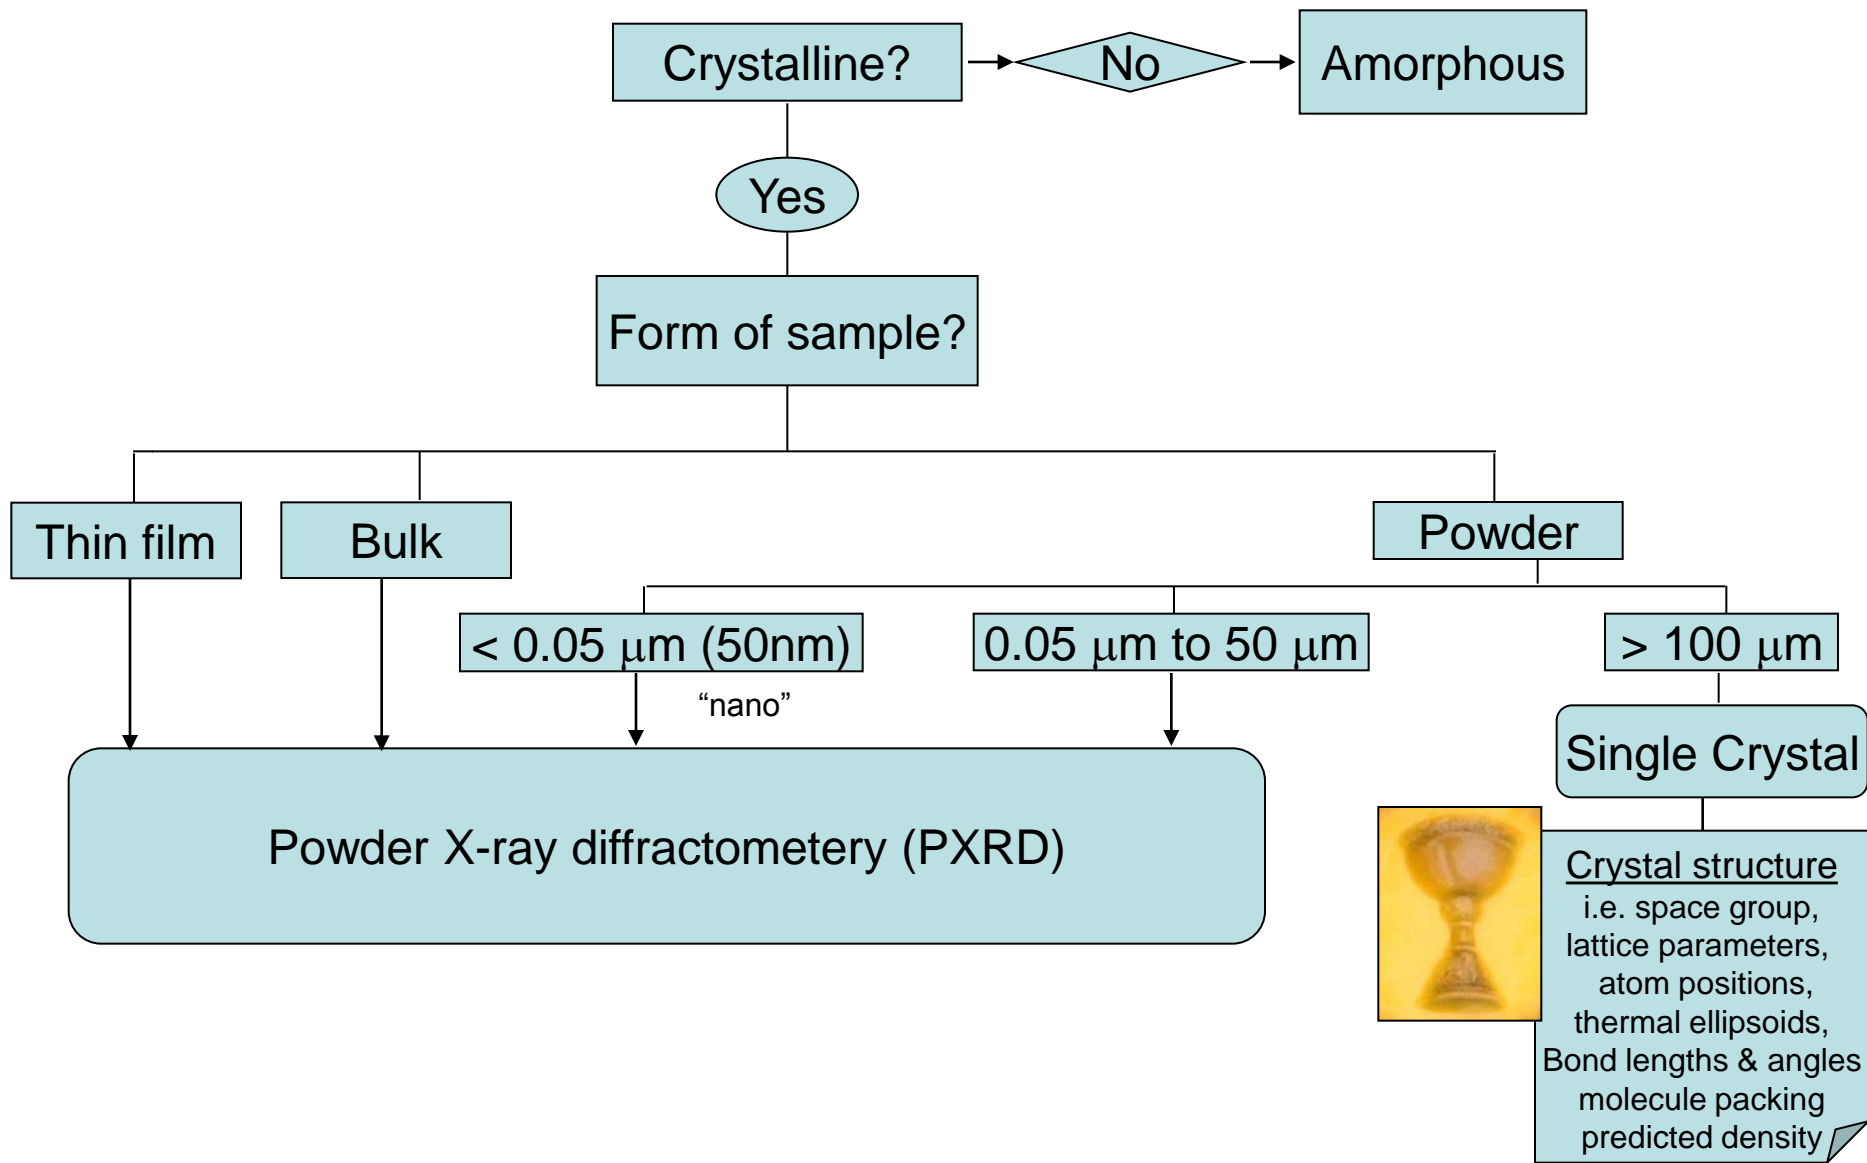 Crystalline?
No
Amorphous
Yes
Form of sample?
Thin film
Bulk
Powder
< 0.05 μm (50nm)
0.05 μm to 50 μm
> 100 μm
“nano”
Single Crystal
Powder X-ray diffractometery (PXRD)
Crystal structure
i.e. space group,
lattice parameters,
atom positions,
thermal ellipsoids,
Bond lengths & angles
molecule packing
predicted density